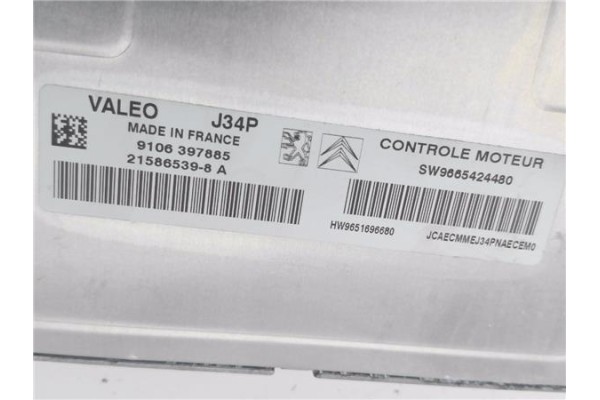 VALEO J34P
MADE IN FRANCE
9106 397885
21586539-8 A
CONTROLE MOTEUR
SW9665424480
HW9651696680
JCAECMMEJ34PNAECEM0